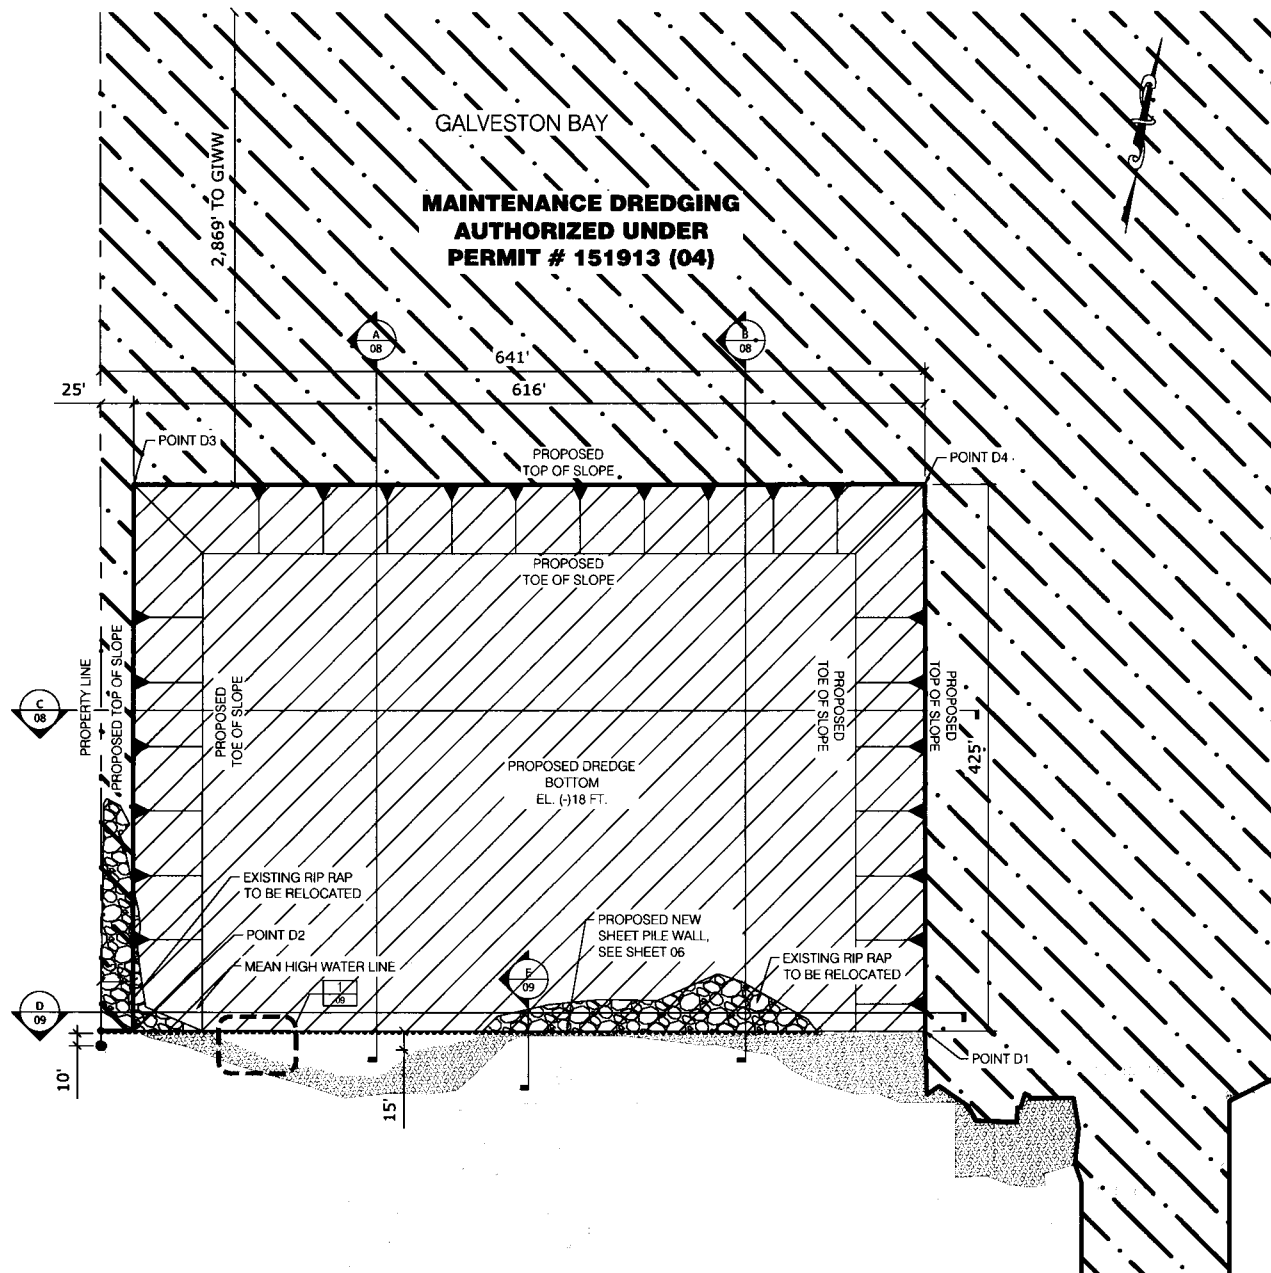 GALVESTON BAY
2,869' TO GIWW
MAINTENANCE DREDGING
AUTHORIZED UNDER
PERMIT # 151913 (04)
A
08
B
08
641'
25'
616'
POINT D3
PROPOSED
TOP OF SLOPE
POINT D4
PROPOSED
TOE OF SLOPE
PROPERTY LINE
PROPOSED TOP OF SLOPE
PROPOSED
TOE OF SLOPE
PROPOSED
TOE OF SLOPE
PROPOSED
TOP OF SLOPE
425'
C
08
PROPOSED DREDGE
BOTTOM
EL. (-)18 FT.
EXISTING RIP RAP
TO BE RELOCATED
POINT D2
MEAN HIGH WATER LINE
PROPOSED NEW
SHEET PILE WALL,
SEE SHEET 06
EXISTING RIP RAP
TO BE RELOCATED
1
09
E
09
D
09
POINT D1
10'
15'